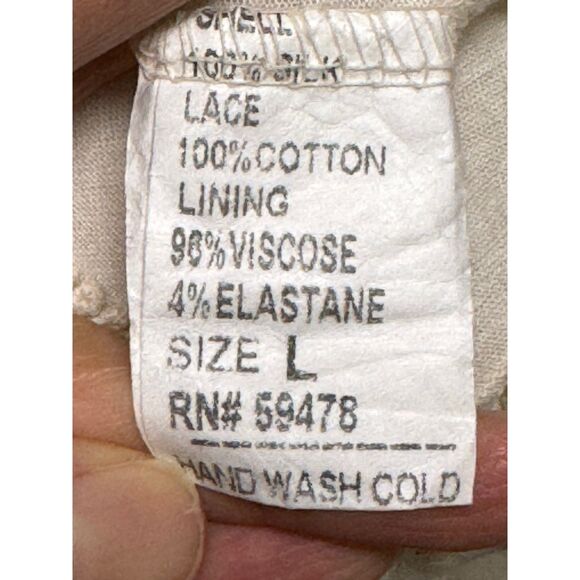 SHELL
100% SILK
LACE
100%COTTON
LINING
96%VISCOSE
4%ELASTANE
SIZE L
RN# 59478
HAND WASH COLD